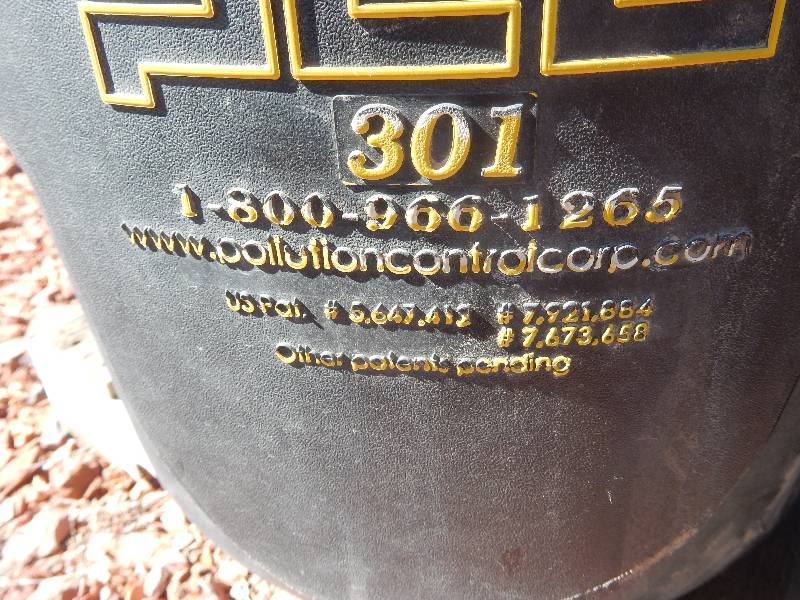 301
1-800-966-1265
www.pollutioncontrolcorp.com
US Pat. # 5,647,412 # 7,921,884
# 7,673,658
Other patents pending